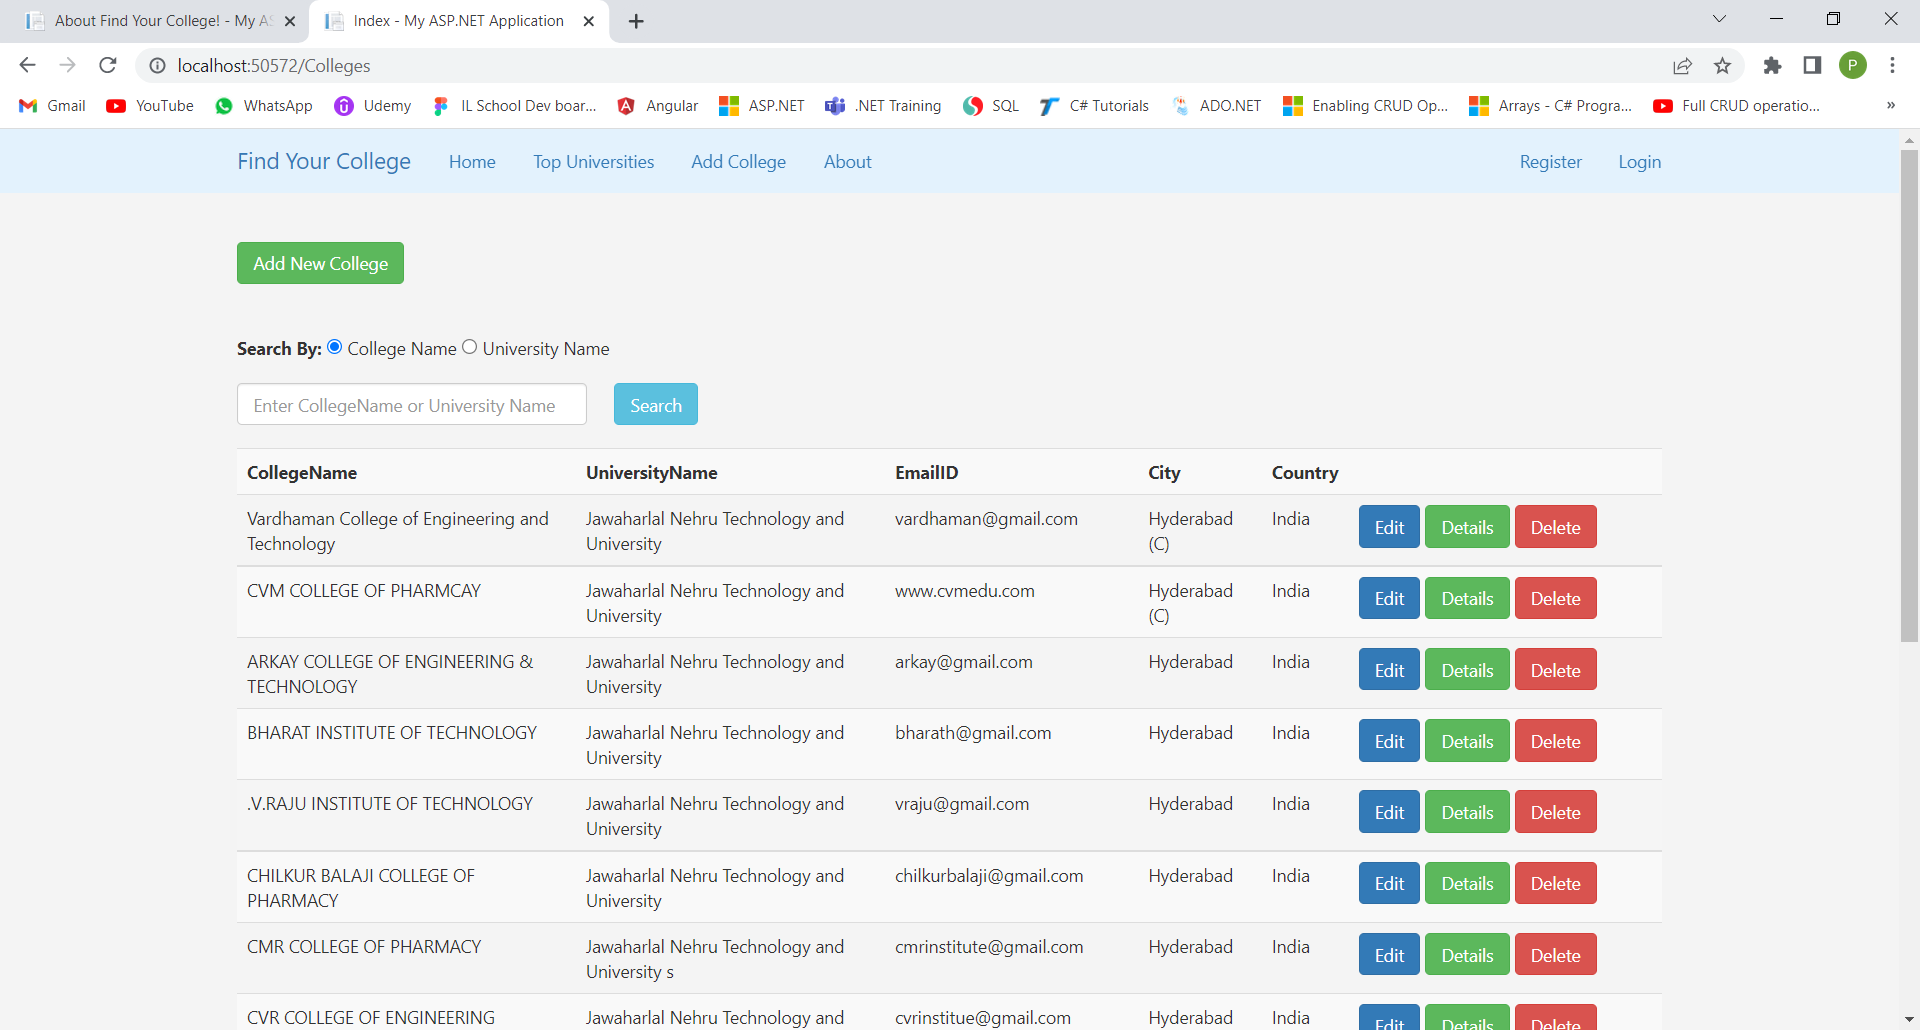 About Find Your College! - My AS
Index - My ASP.NET Application
localhost:50572/Colleges
P
Gmail YouTube WhatsApp Udemy IL School Dev boar... Angular ASP.NET .NET Training SQL C# Tutorials ADO.NET Enabling CRUD Op... Arrays - C# Progra... Full CRUD operatio... »
Find Your College Home Top Universities Add College About Register Login
Add New College
Search By: College Name University Name
Enter CollegeName or University Name Search
CollegeName UniversityName EmailID City Country
Vardhaman College of Engineering and Jawaharlal Nehru Technology and vardhaman@gmail.com Hyderabad India Edit Details Delete
Technology University (C)
CVM COLLEGE OF PHARMCAY Jawaharlal Nehru Technology and www.cvmedu.com Hyderabad India Edit Details Delete
University (C)
ARKAY COLLEGE OF ENGINEERING & Jawaharlal Nehru Technology and arkay@gmail.com Hyderabad India Edit Details Delete
TECHNOLOGY University
BHARAT INSTITUTE OF TECHNOLOGY Jawaharlal Nehru Technology and bharath@gmail.com Hyderabad India Edit Details Delete
University
.V.RAJU INSTITUTE OF TECHNOLOGY Jawaharlal Nehru Technology and vraju@gmail.com Hyderabad India Edit Details Delete
University
CHILKUR BALAJI COLLEGE OF Jawaharlal Nehru Technology and chilkurbalaji@gmail.com Hyderabad India Edit Details Delete
PHARMACY University
CMR COLLEGE OF PHARMACY Jawaharlal Nehru Technology and cmrinstitute@gmail.com Hyderabad India Edit Details Delete
University s
CVR COLLEGE OF ENGINEERING Jawaharlal Nehru Technology and cvrinstitue@gmail.com Hyderabad India Edit Details Delete